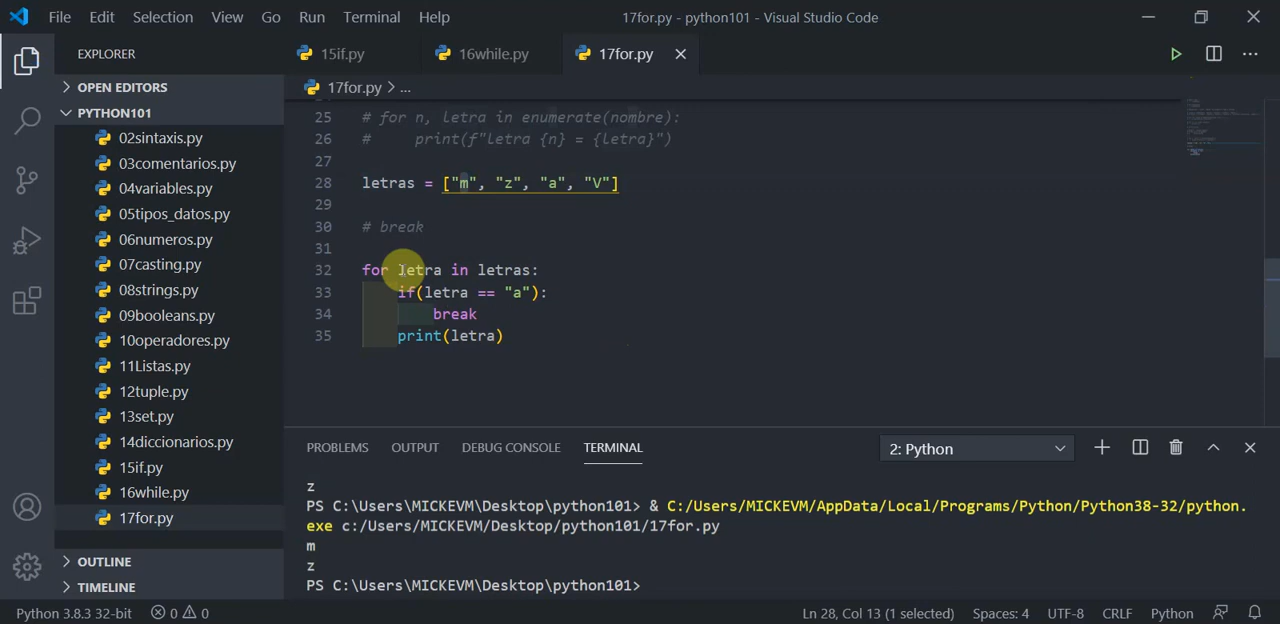 File Edit Selection View Go Run Terminal Help 17for.py - python101 - Visual Studio Code
EXPLORER
15if.py 16while.py 17for.py
OPEN EDITORS
17for.py > ...
PYTHON101
02sintaxis.py
03comentarios.py
04variables.py
05tipos_datos.py
06numeros.py
07casting.py
08strings.py
09booleans.py
10operadores.py
11Listas.py
12tuple.py
13set.py
14diccionarios.py
15if.py
16while.py
17for.py
OUTLINE
TIMELINE
25 # for n, letra in enumerate(nombre):
26 #     print(f"Letra {n} = {letra}")
27
28 letras = ["m", "z", "a", "V"]
29
30 # break
31
32 for letra in letras:
33     if(letra == "a"):
34         break
35     print(letra)
PROBLEMS OUTPUT DEBUG CONSOLE TERMINAL 2: Python
z
PS C:\Users\MICKEVM\Desktop\python101> & C:/Users/MICKEVM/AppData/Local/Programs/Python/Python38-32/python.
exe c:/Users/MICKEVM/Desktop/python101/17for.py
m
z
PS C:\Users\MICKEVM\Desktop\python101>
Python 3.8.3 32-bit 0 0 Ln 28, Col 13 (1 selected) Spaces: 4 UTF-8 CRLF Python